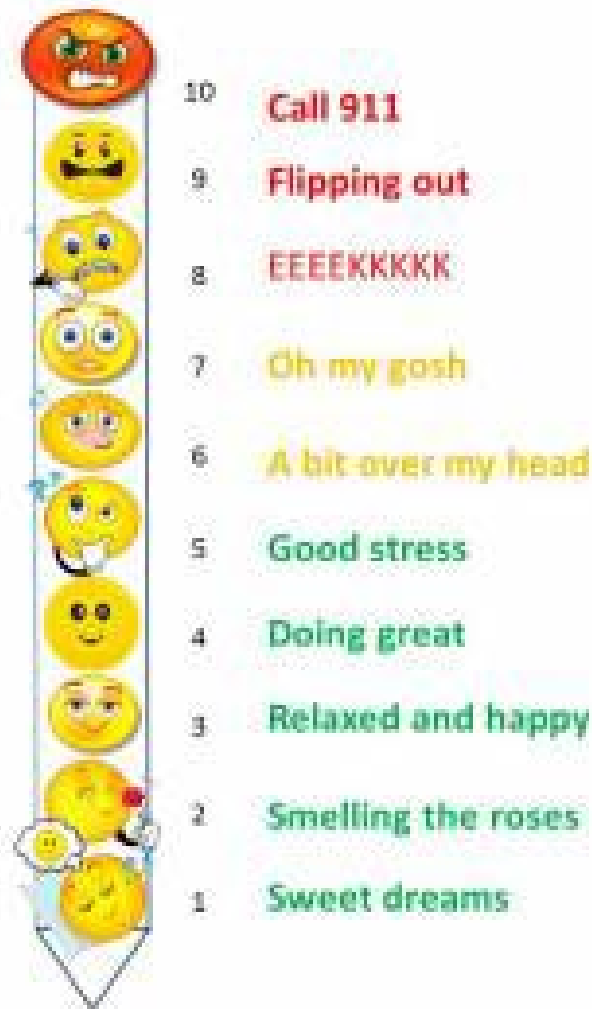 10 Call 911
9 Flipping out
8 EEEEKKKKK
7 Oh my gosh
6 A bit over my head
5 Good stress
4 Doing great
3 Relaxed and happy
2 Smelling the roses
1 Sweet dreams